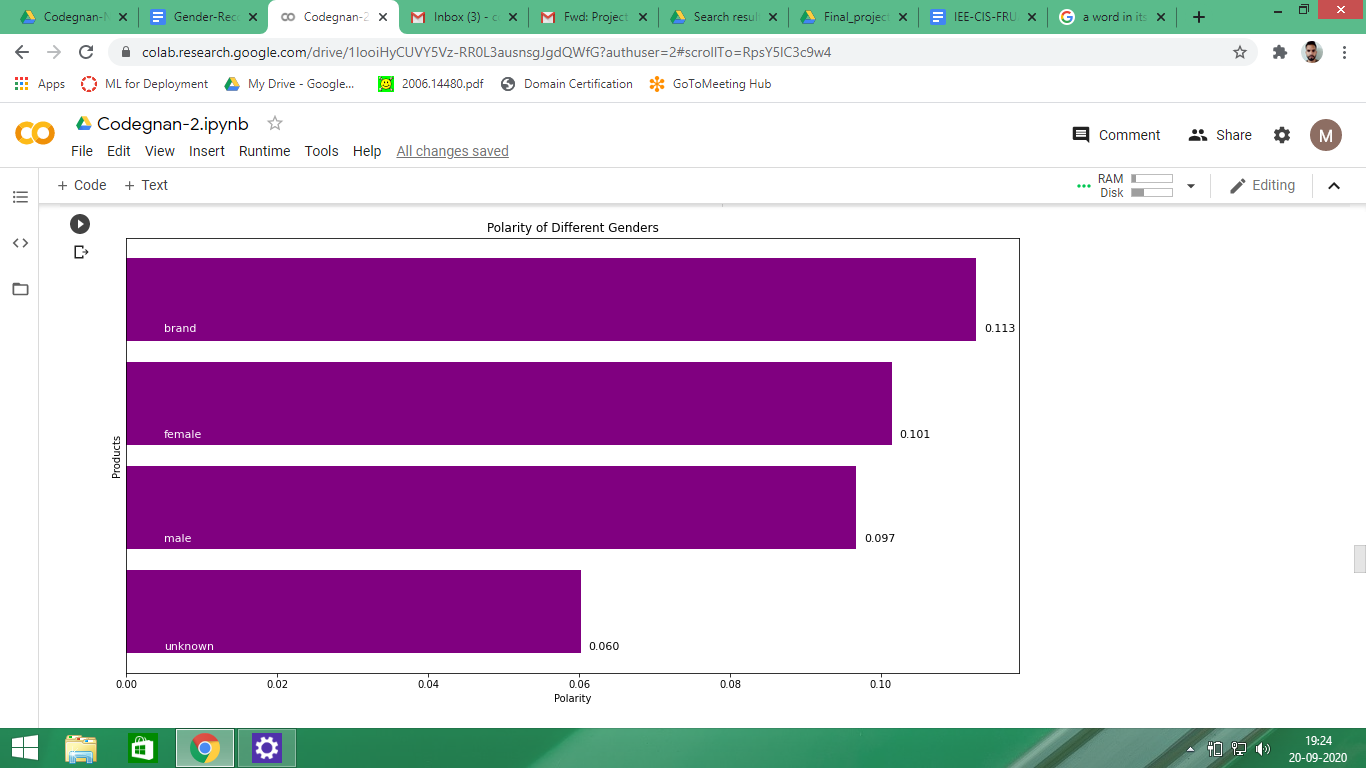 Codegnan-N
Gender-Reco
Codegnan-2
Inbox (3) - c
Fwd: Project
Search result
Final_project
IEE-CIS-FRU
a word in its
colab.research.google.com/drive/1IooiHyCUVY5Vz-RR0L3ausnsgJgdQWfG?authuser=2#scrollTo=RpsY5IC3c9w4
Apps ML for Deployment My Drive - Google... 2006.14480.pdf Domain Certification GoToMeeting Hub
Codegnan-2.ipynb
Comment Share M
File Edit View Insert Runtime Tools Help All changes saved
+ Code + Text
RAM
Disk
Editing
Polarity of Different Genders
brand 0.113
female 0.101
Products
male 0.097
unknown 0.060
0.00 0.02 0.04 0.06 0.08 0.10
Polarity
19:24
20-09-2020